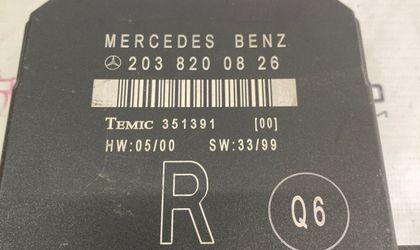 MERCEDES BENZ
203 820 08 26
TEMIC 351391 [00]
HW:05/00 SW:33/99
R
Q6